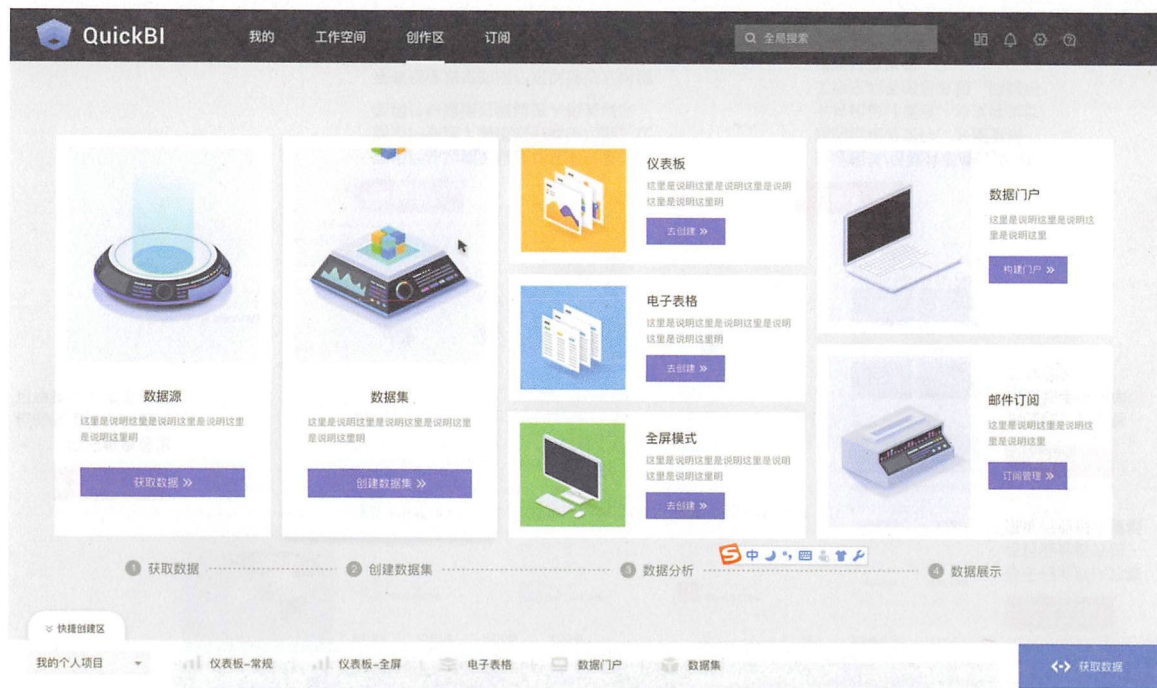 QuickBI
我的
工作空间
创作区
订阅
全局搜索
数据源
这里是说明这里是说明这里是说明这里
是说明这里明
获取数据
数据集
这里是说明这里是说明这里是说明这里
是说明这里明
创建数据集
仪表板
这里是说明这里是说明这里是说明
这里是说明这里明
去创建
电子表格
这里是说明这里是说明这里是说明
这里是说明这里明
去创建
全屏模式
这里是说明这里是说明这里是说明
这里是说明这里明
去创建
数据门户
这里是说明这里是说明这
里是说明这里
构建门户
邮件订阅
这里是说明这里是说明这
里是说明这里
订阅管理
中
1 获取数据
2 创建数据集
3 数据分析
4 数据展示
快捷创建区
我的个人项目
仪表板-常规
仪表板-全屏
电子表格
数据门户
数据集
获取数据